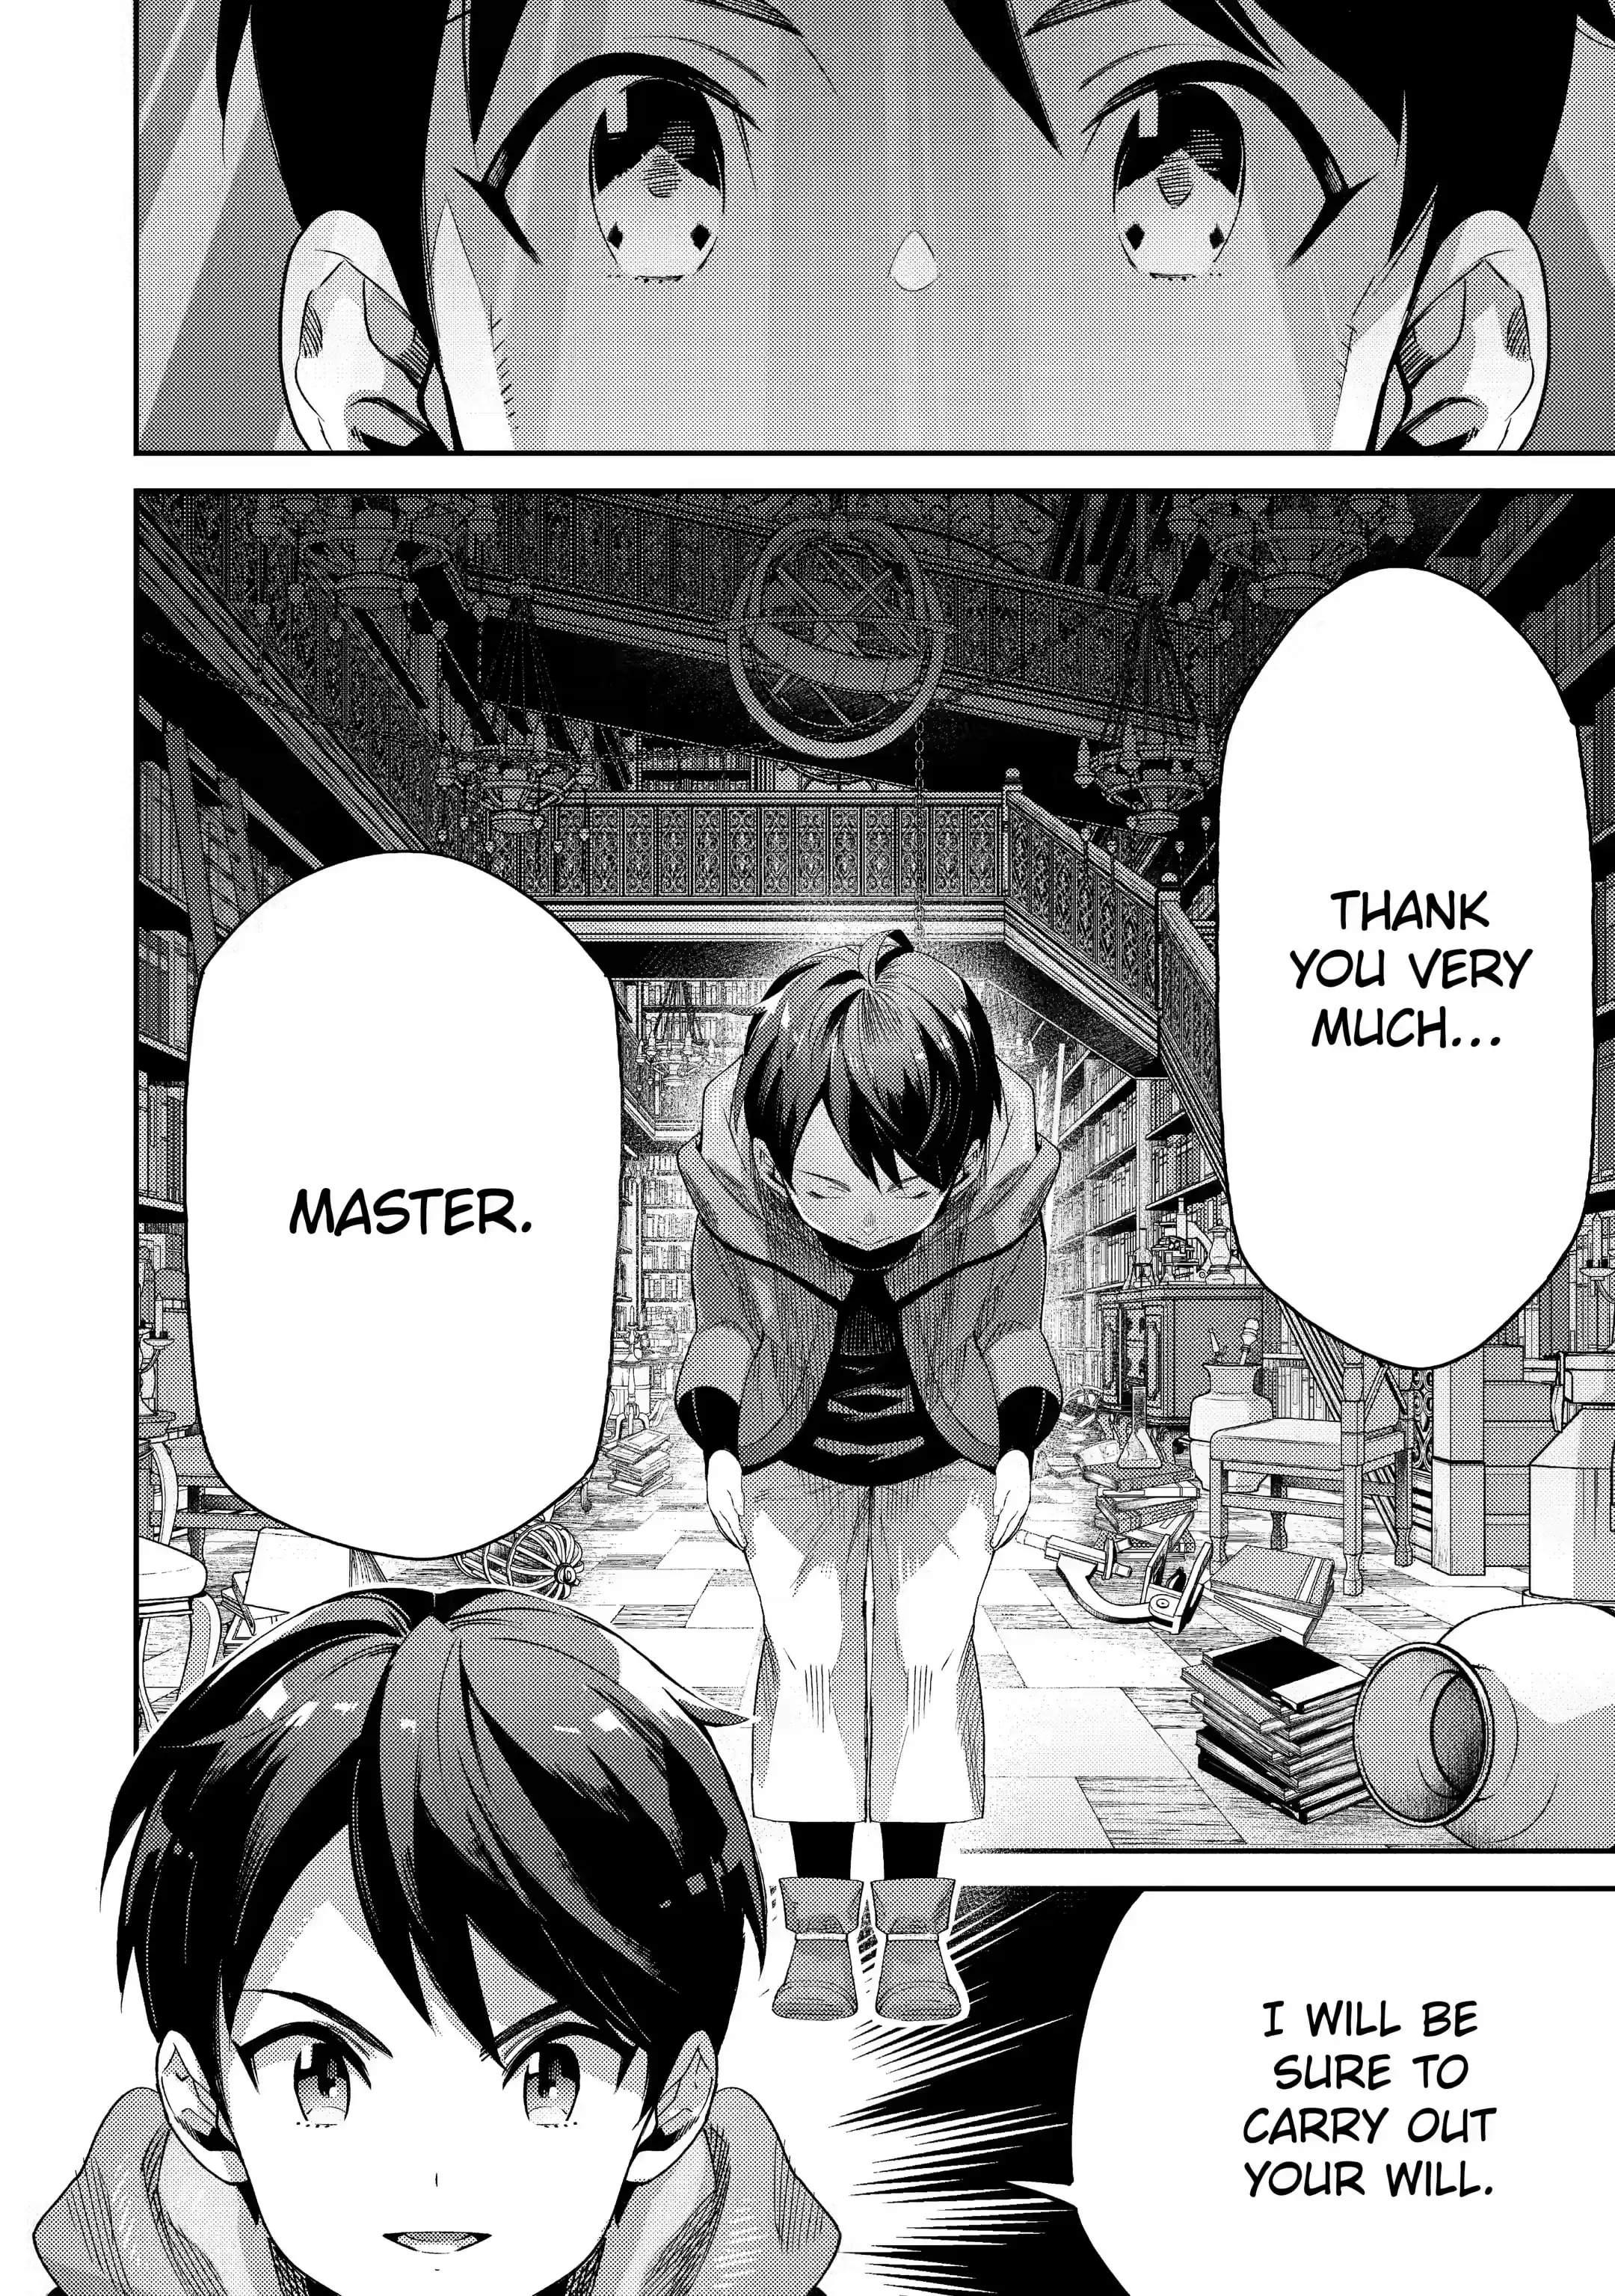 THANK
YOU VERY
MUCH...
MASTER.
I WILL BE
SURE TO
CARRY OUT
YOUR WILL.